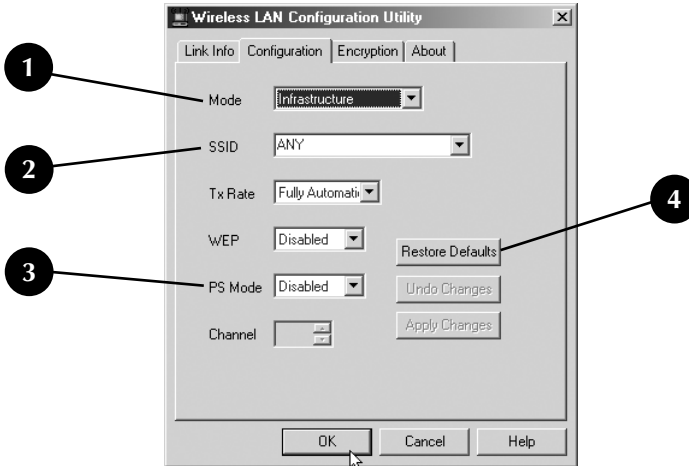 Wireless LAN Configuration Utility
Link Info Configuration Encryption About
1
Mode Infrastructure
2
SSID ANY
Tx Rate Fully Automati
4
WEP Disabled
Restore Defaults
3
PS Mode Disabled
Undo Changes
Channel
Apply Changes
OK Cancel Help